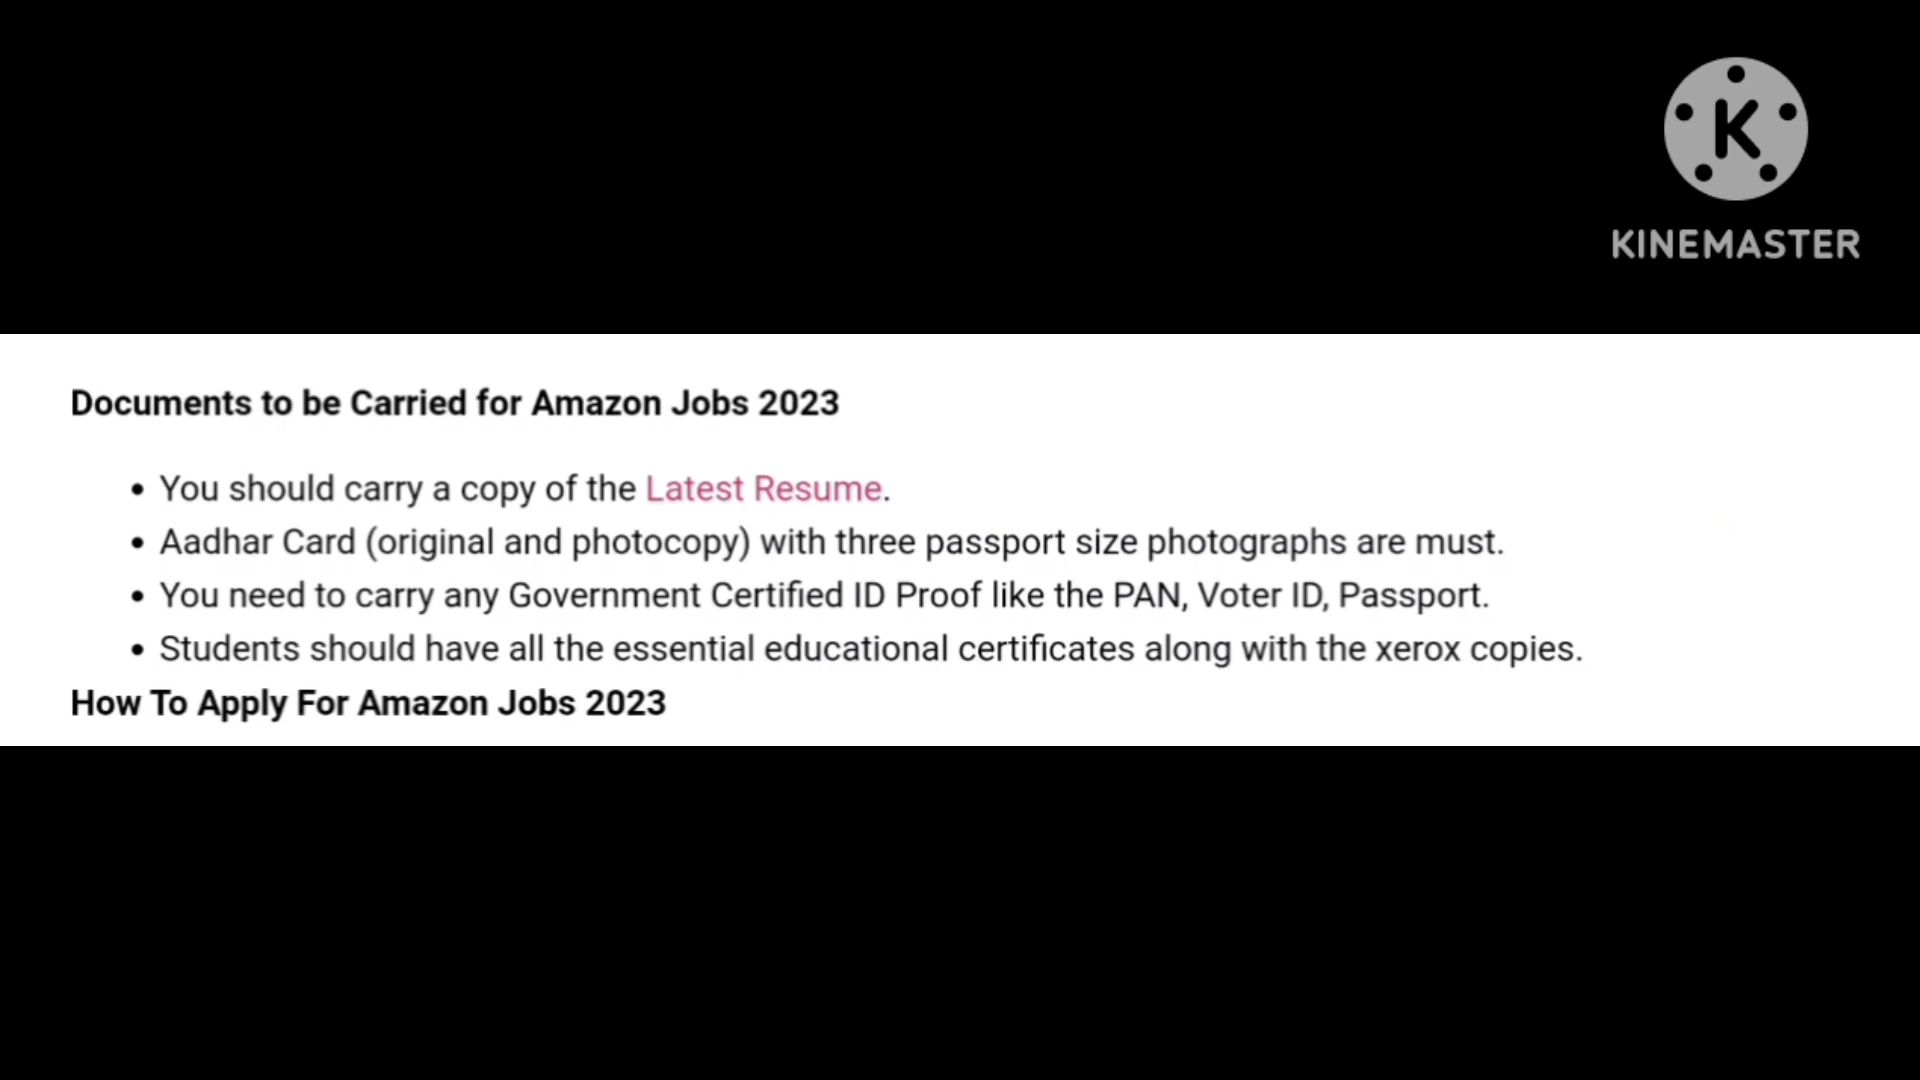 K
KINEMASTER
Documents to be Carried for Amazon Jobs 2023
• You should carry a copy of the Latest Resume.
• Aadhar Card (original and photocopy) with three passport size photographs are must.
• You need to carry any Government Certified ID Proof like the PAN, Voter ID, Passport.
• Students should have all the essential educational certificates along with the xerox copies.
How To Apply For Amazon Jobs 2023